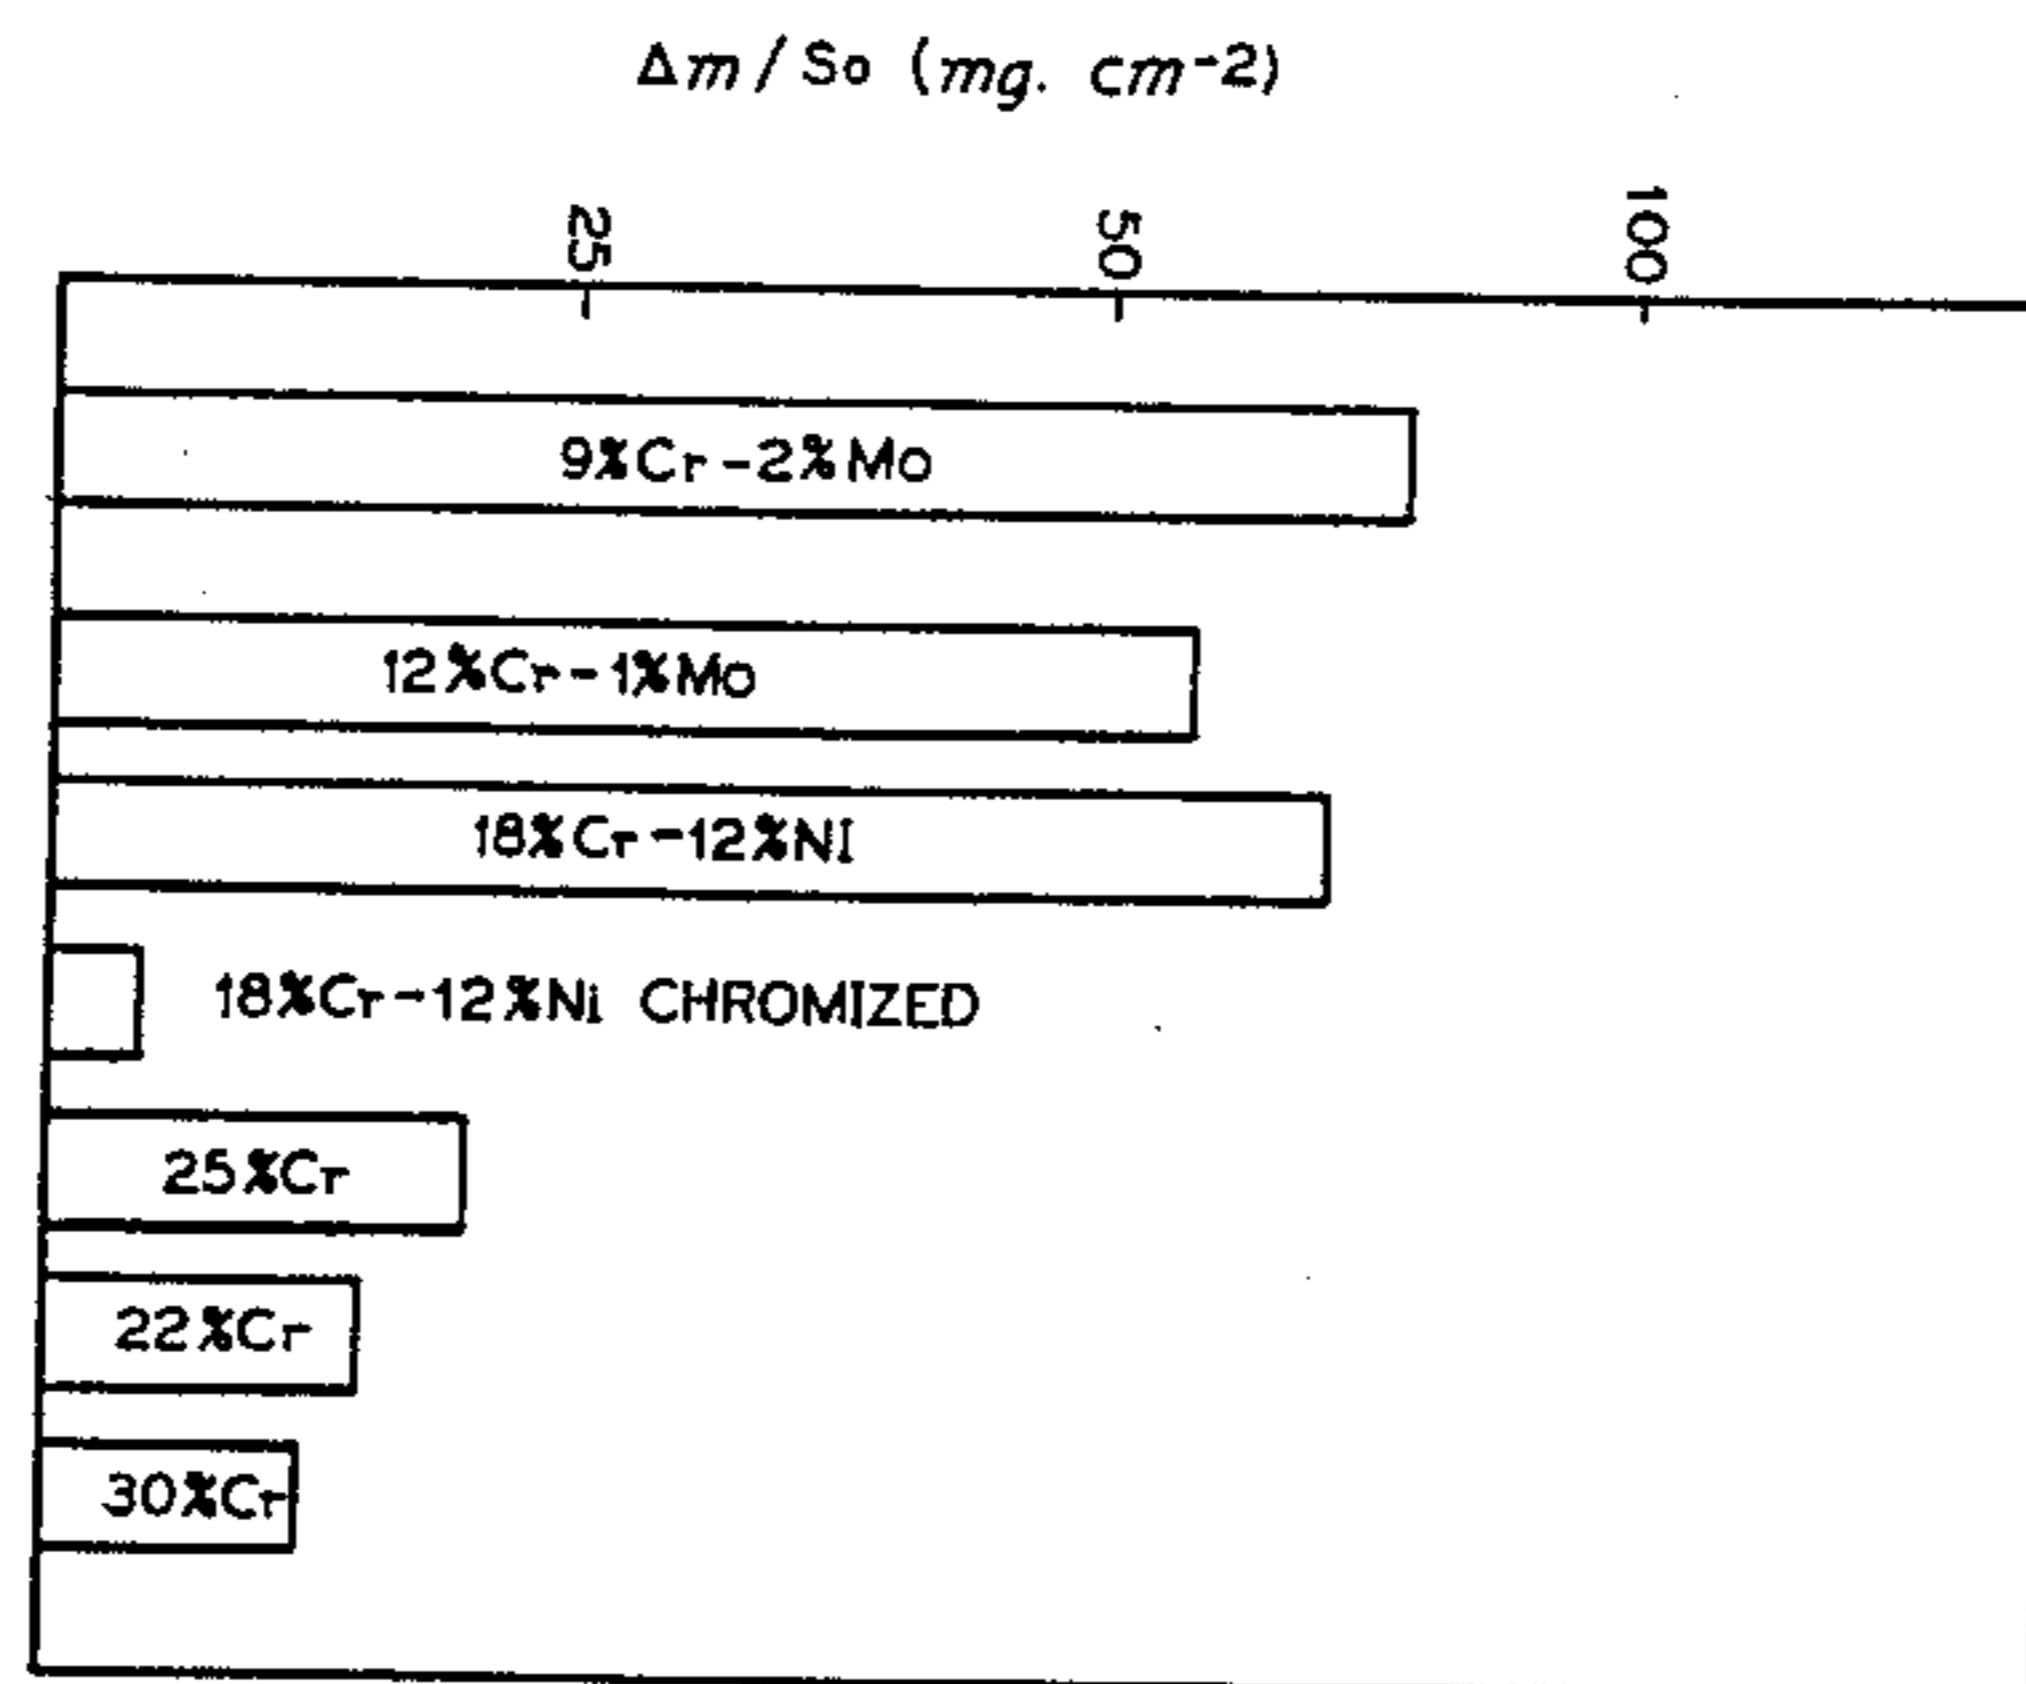 Δm/So (mg. cm-2)
25 50 100
9%Cr-2%Mo
12%Cr-1%Mo
18%Cr-12%NI
18%Cr-12%Ni CHROMIZED
25%Cr
22%Cr
30%Cr